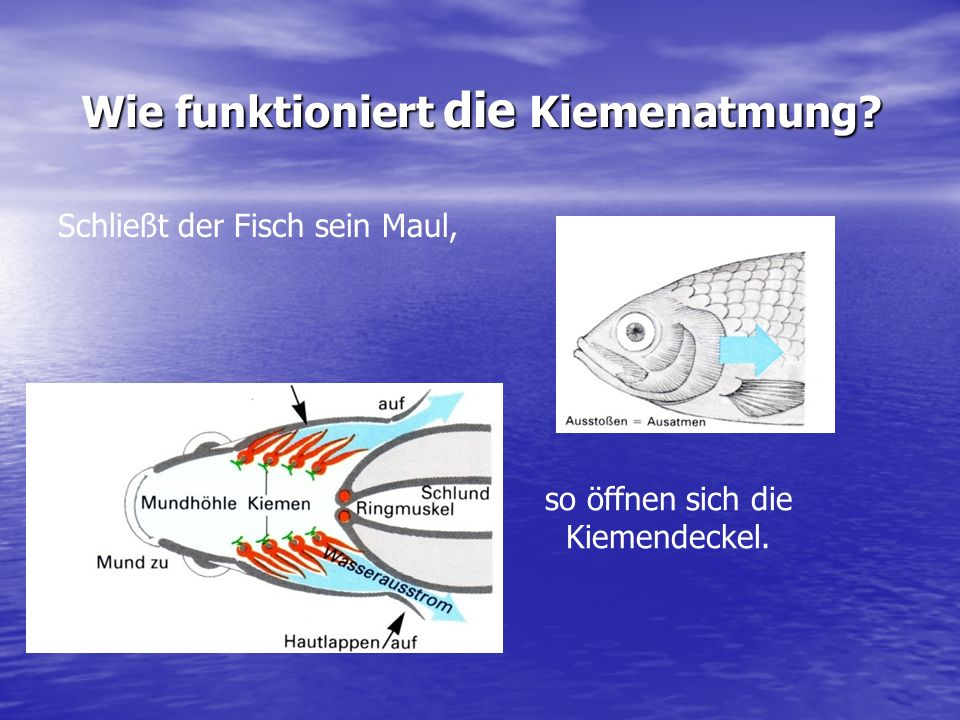 Wie funktioniert die Kiemenatmung?
Schließt der Fisch sein Maul,
Ausstoßen = Ausatmen
auf
Mundhöhle Kiemen
Schlund
Ringmuskel
Mund zu
Wasserausstrom
Hautlappen auf
so öffnen sich die
Kiemendeckel.